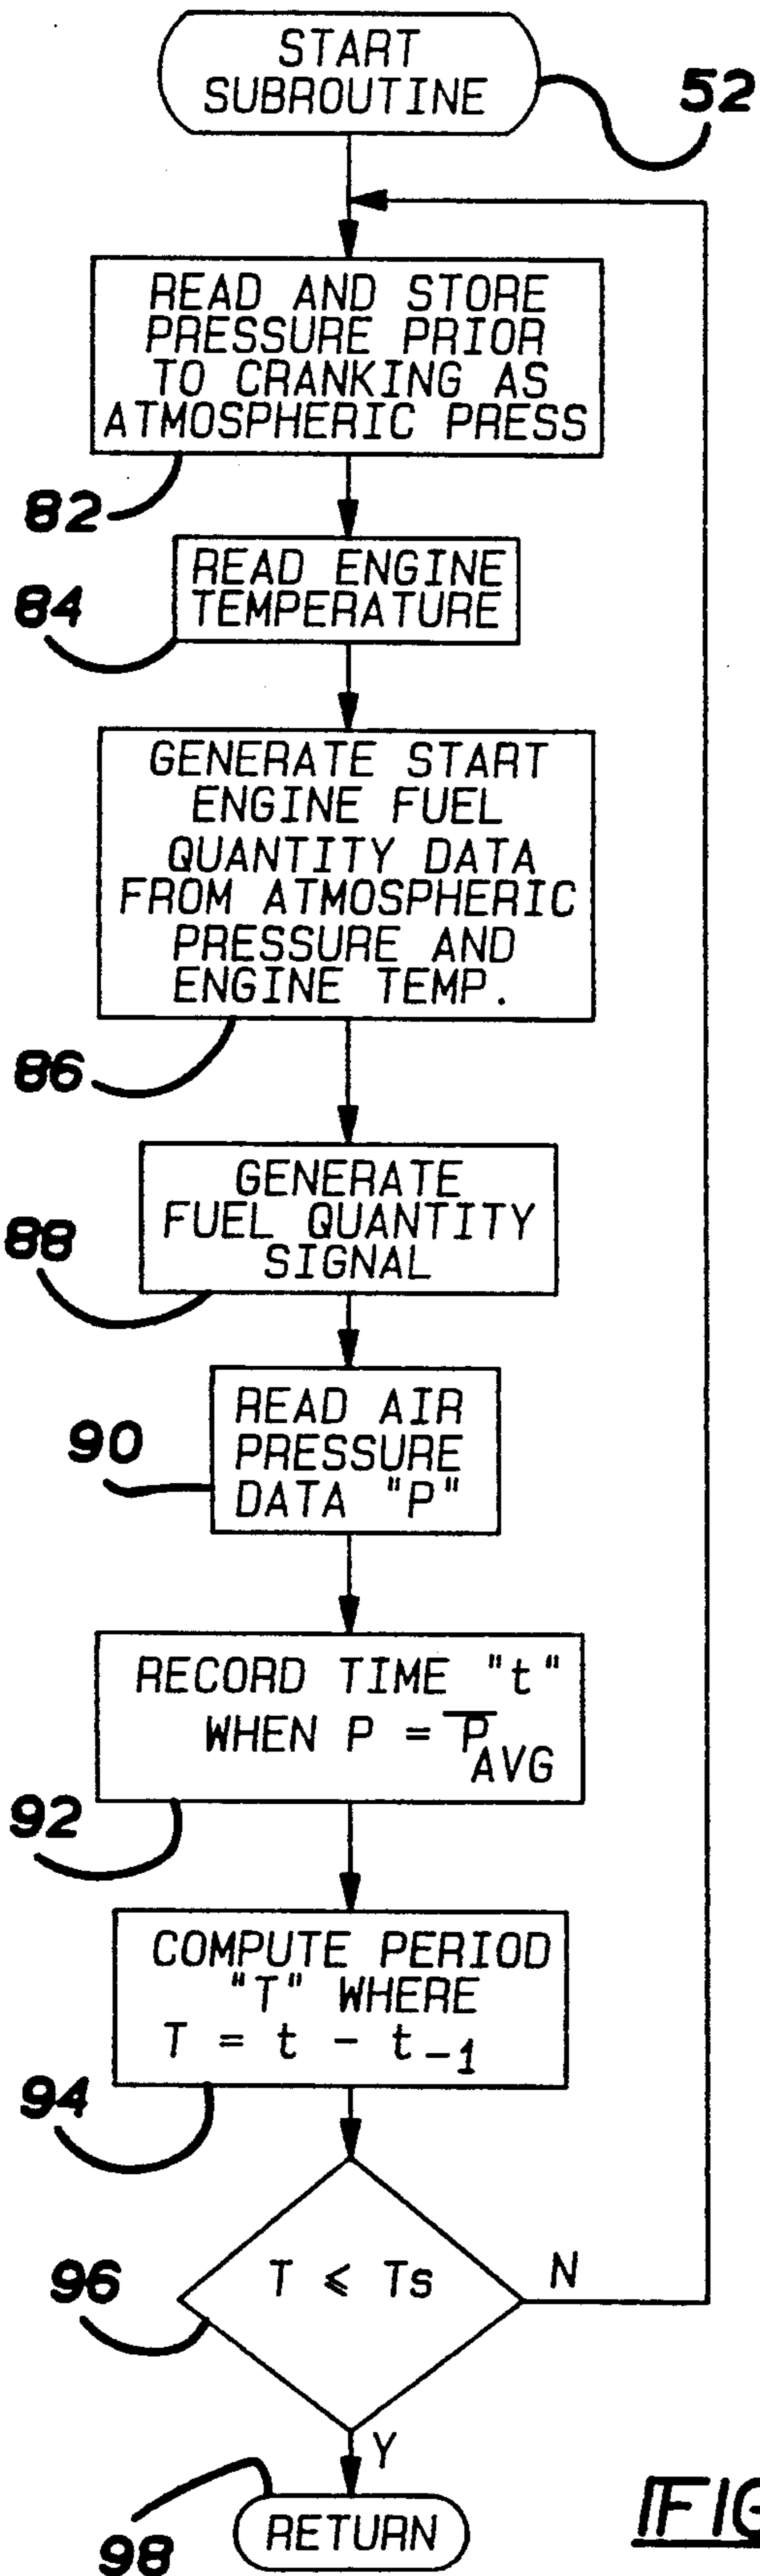 START
SUBROUTINE
52
READ AND STORE
PRESSURE PRIOR
TO CRANKING AS
ATMOSPHERIC PRESS
82
READ ENGINE
TEMPERATURE
84
GENERATE START
ENGINE FUEL
QUANTITY DATA
FROM ATMOSPHERIC
PRESSURE AND
ENGINE TEMP.
86
GENERATE
FUEL QUANTITY
SIGNAL
88
READ AIR
PRESSURE
DATA "P"
90
RECORD TIME "t"
WHEN P = P̅AVG
92
COMPUTE PERIOD
"T" WHERE
T = t - t-1
94
T ⩽ Ts
N
96
Y
RETURN
98
FIG